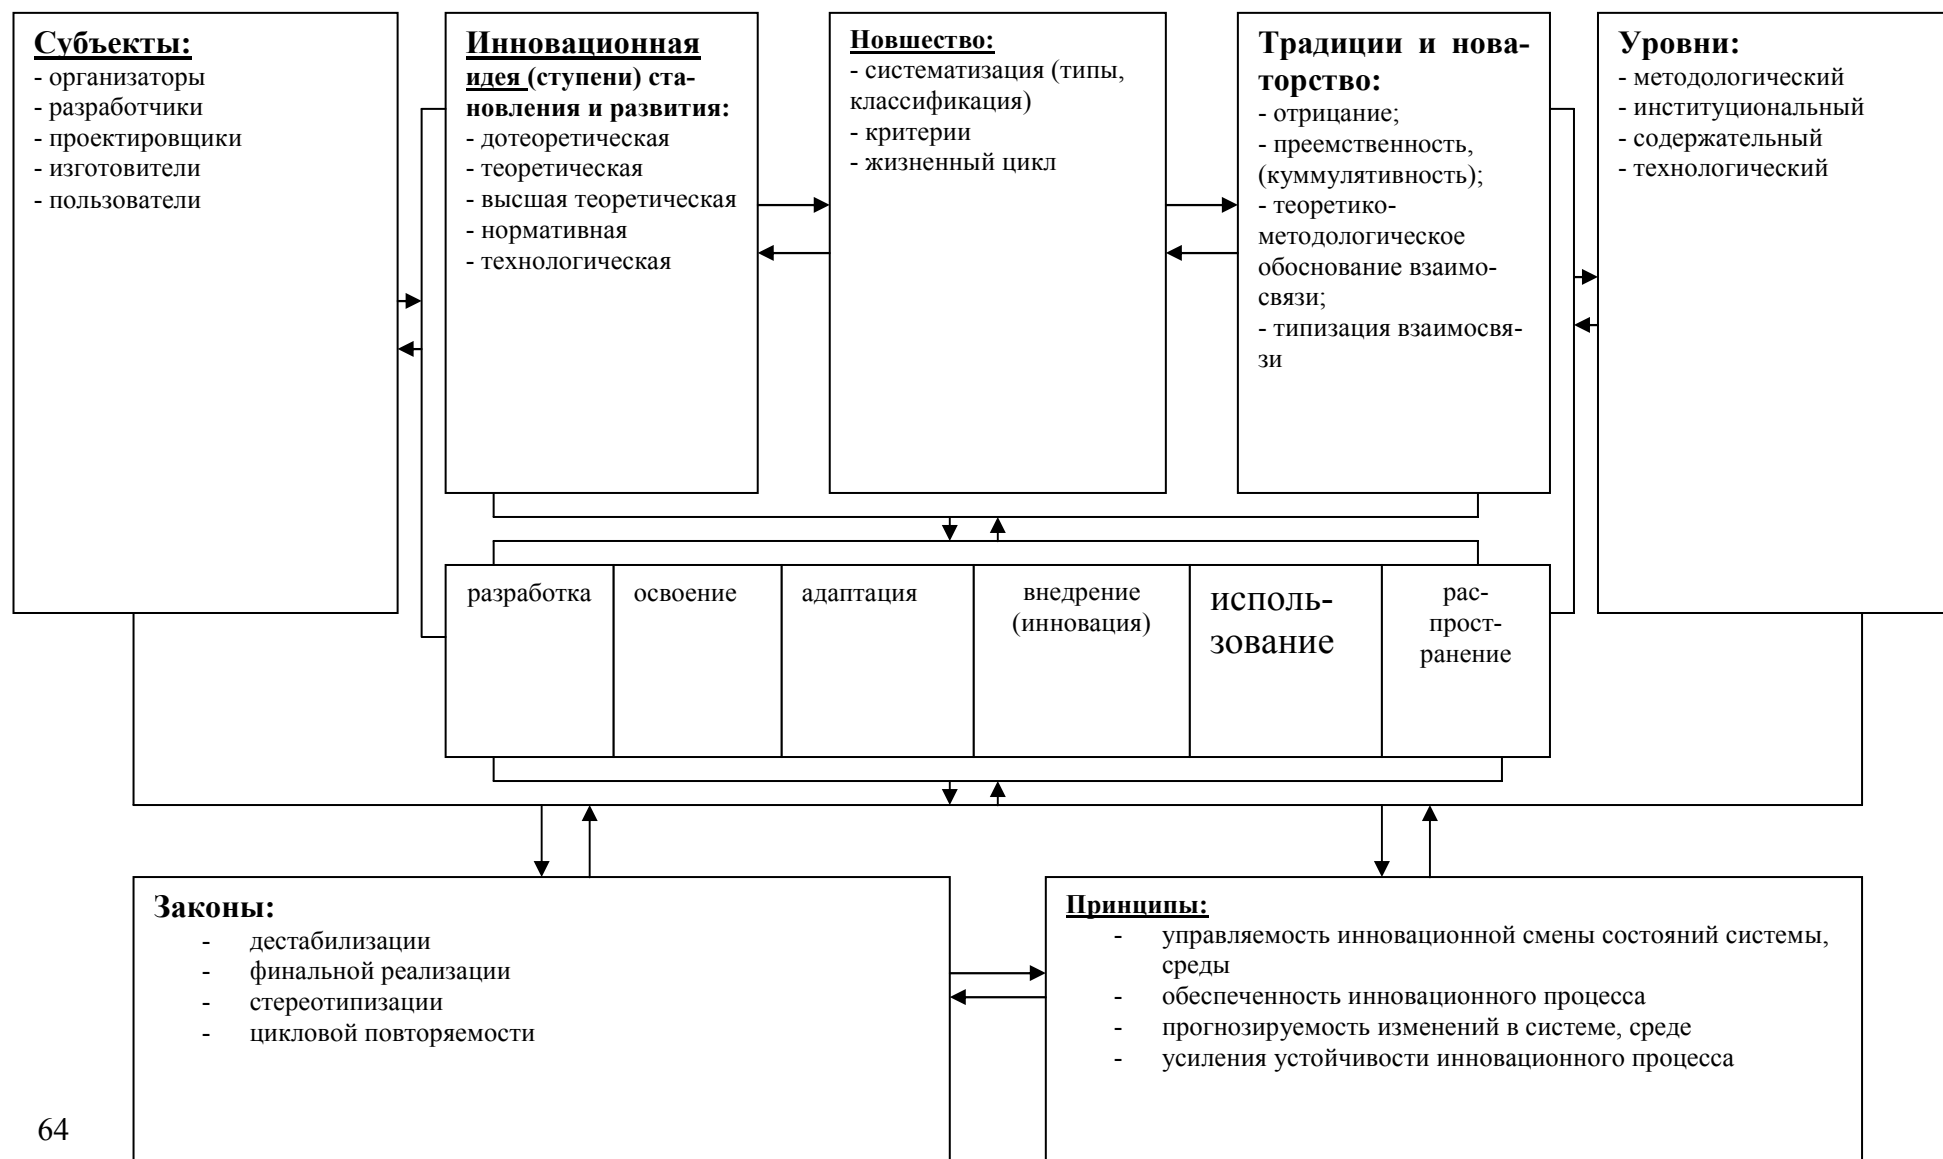 Субъекты:
- организаторы
- разработчики
- проектировщики
- изготовители
- пользователи
Инновационная
идея (ступени) ста-
новления и развития:
- дотеоретическая
- теоретическая
- высшая теоретическая
- нормативная
- технологическая
Новшество:
- систематизация (типы,
классификация)
- критерии
- жизненный цикл
Традиции и нова-
торство:
- отрицание;
- преемственность,
(куммулятивность);
- теоретико-
методологическое
обоснование взаимо-
связи;
- типизация взаимосвя-
зи
Уровни:
- методологический
- институциональный
- содержательный
- технологический
разработка
освоение
адаптация
внедрение
(инновация)
исполь-
зование
рас-
прост-
ранение
Законы:
- дестабилизации
- финальной реализации
- стереотипизации
- цикловой повторяемости
Принципы:
- управляемость инновационной смены состояний системы,
среды
- обеспеченность инновационного процесса
- прогнозируемость изменений в системе, среде
- усиления устойчивости инновационного процесса
64